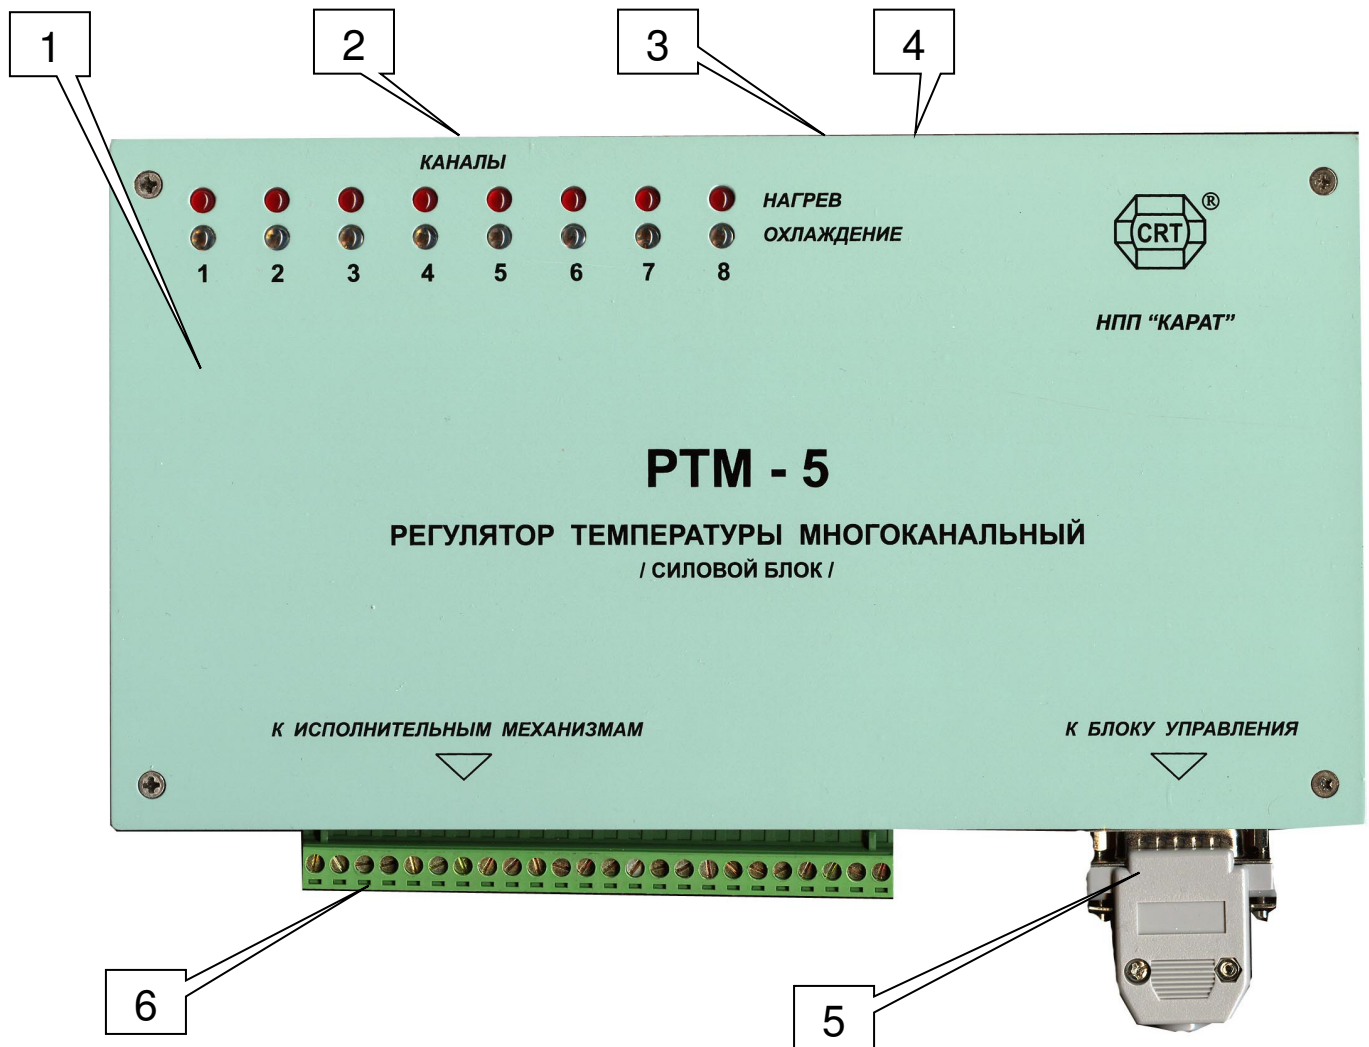 1
2
3
4
КАНАЛЫ
НАГРЕВ
ОХЛАЖДЕНИЕ
1 2 3 4 5 6 7 8
CRT ®
НПП “КАРАТ”
РТМ - 5
РЕГУЛЯТОР ТЕМПЕРАТУРЫ МНОГОКАНАЛЬНЫЙ
/ СИЛОВОЙ БЛОК /
К ИСПОЛНИТЕЛЬНЫМ МЕХАНИЗМАМ
К БЛОКУ УПРАВЛЕНИЯ
6
5